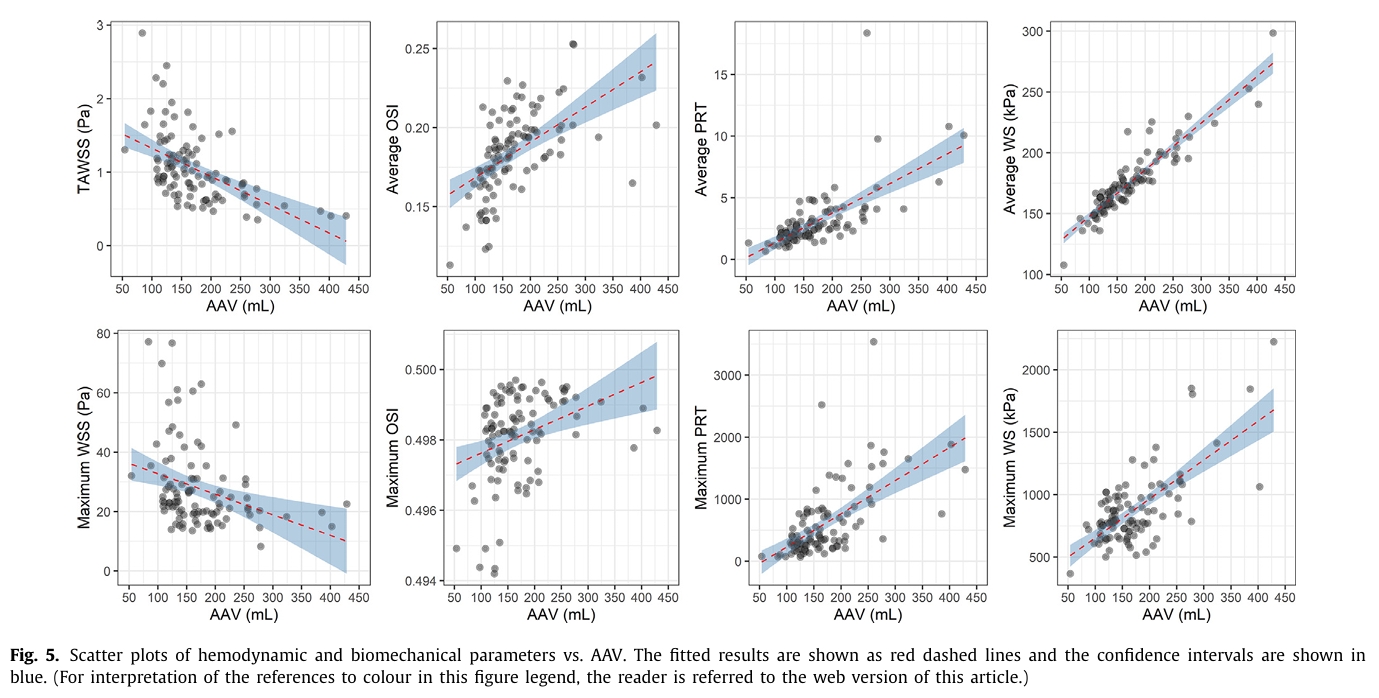 3
2
1
0
TAWSS (Pa)
50 100 150 200 250 300 350 400 450
AAV (mL)
0.25
0.20
0.15
Average OSI
50 100 150 200 250 300 350 400 450
AAV (mL)
15
10
5
0
Average PRT
50 100 150 200 250 300 350 400 450
AAV (mL)
300
250
200
150
100
Average WS (kPa)
50 100 150 200 250 300 350 400 450
AAV (mL)
80
60
40
20
0
Maximum WSS (Pa)
50 100 150 200 250 300 350 400 450
AAV (mL)
0.500
0.498
0.496
0.494
Maximum OSI
50 100 150 200 250 300 350 400 450
AAV (mL)
3000
2000
1000
0
Maximum PRT
50 100 150 200 250 300 350 400 450
AAV (mL)
2000
1500
1000
500
Maximum WS (kPa)
50 100 150 200 250 300 350 400 450
AAV (mL)
Fig. 5. Scatter plots of hemodynamic and biomechanical parameters vs. AAV. The fitted results are shown as red dashed lines and the confidence intervals are shown in
blue. (For interpretation of the references to colour in this figure legend, the reader is referred to the web version of this article.)